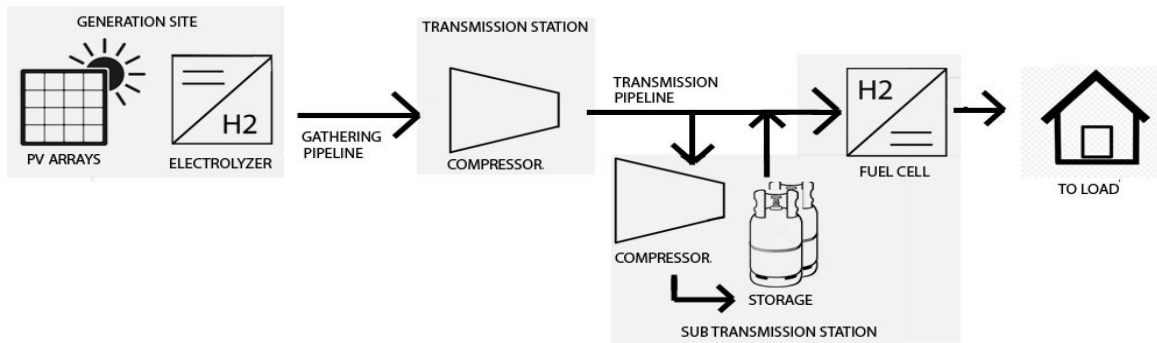 GENERATION SITE
H2
PV ARRAYS
ELECTROLYZER
GATHERING
PIPELINE
TRANSMISSION STATION
COMPRESSOR.
TRANSMISSION
PIPELINE
H2
FUEL CELL
TO LOAD
COMPRESSOR.
STORAGE
SUB TRANSMISSION STATION